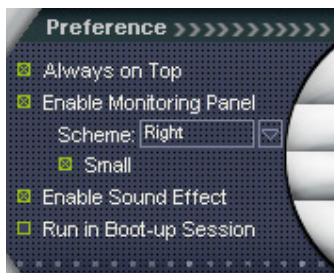 Preference >>>>>>>>>>>
Always on Top
Enable Monitoring Panel
Scheme: Right
Small
Enable Sound Effect
Run in Boot-up Session